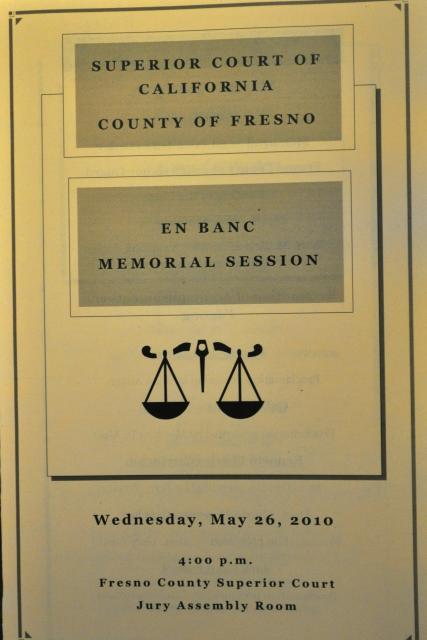 SUPERIOR COURT OF
CALIFORNIA
COUNTY OF FRESNO
EN BANC
MEMORIAL SESSION
Wednesday, May 26, 2010
4:00 p.m.
Fresno County Superior Court
Jury Assembly Room